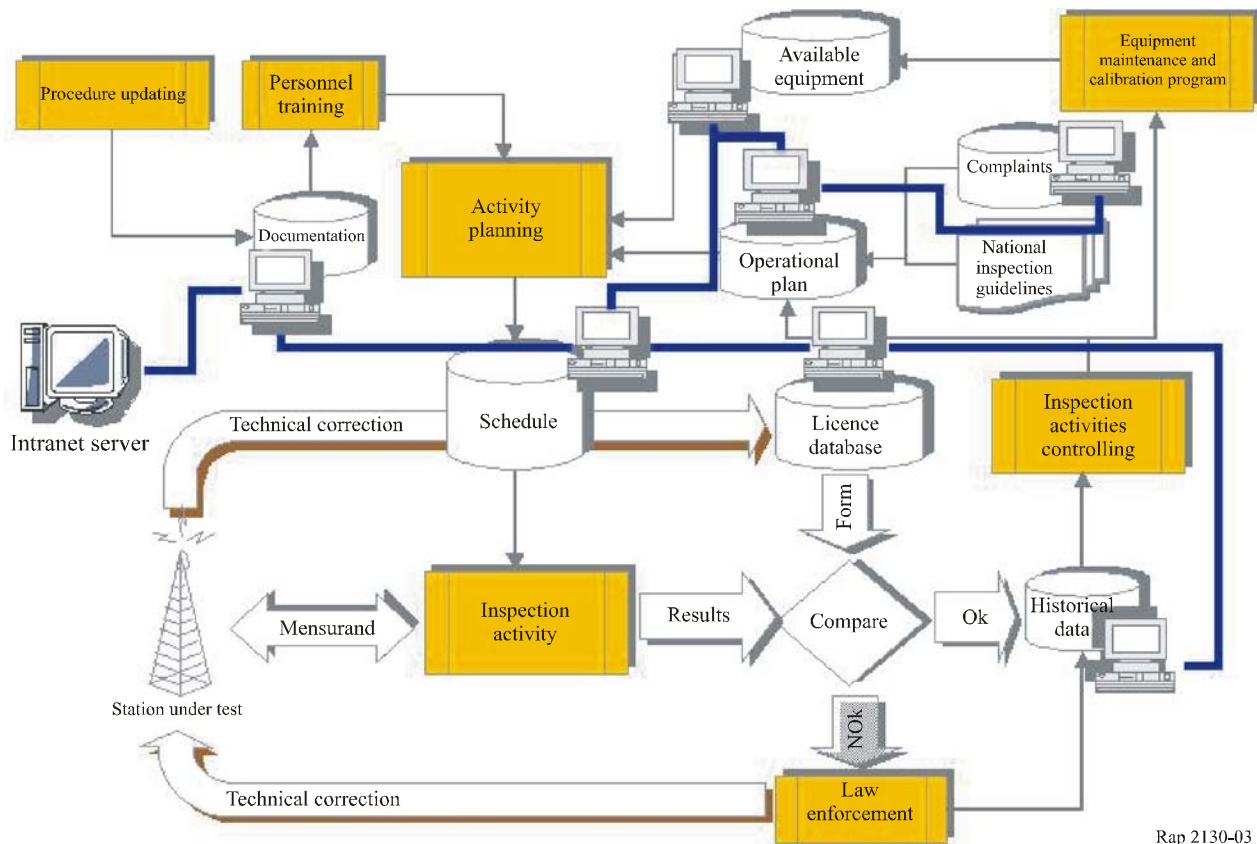 Available
equipment
Equipment
maintenance and
calibration program
Procedure updating
Personnel
training
Complaints
Activity
planning
Documentation
National
inspection
guidelines
Operational
plan
Intranet server
Technical correction
Schedule
Licence
database
Inspection
activities
controlling
Form
Mensurand
Inspection
activity
Results
Compare
Ok
Historical
data
Station under test
NOk
Technical correction
Law
enforcement
Rap 2130-03